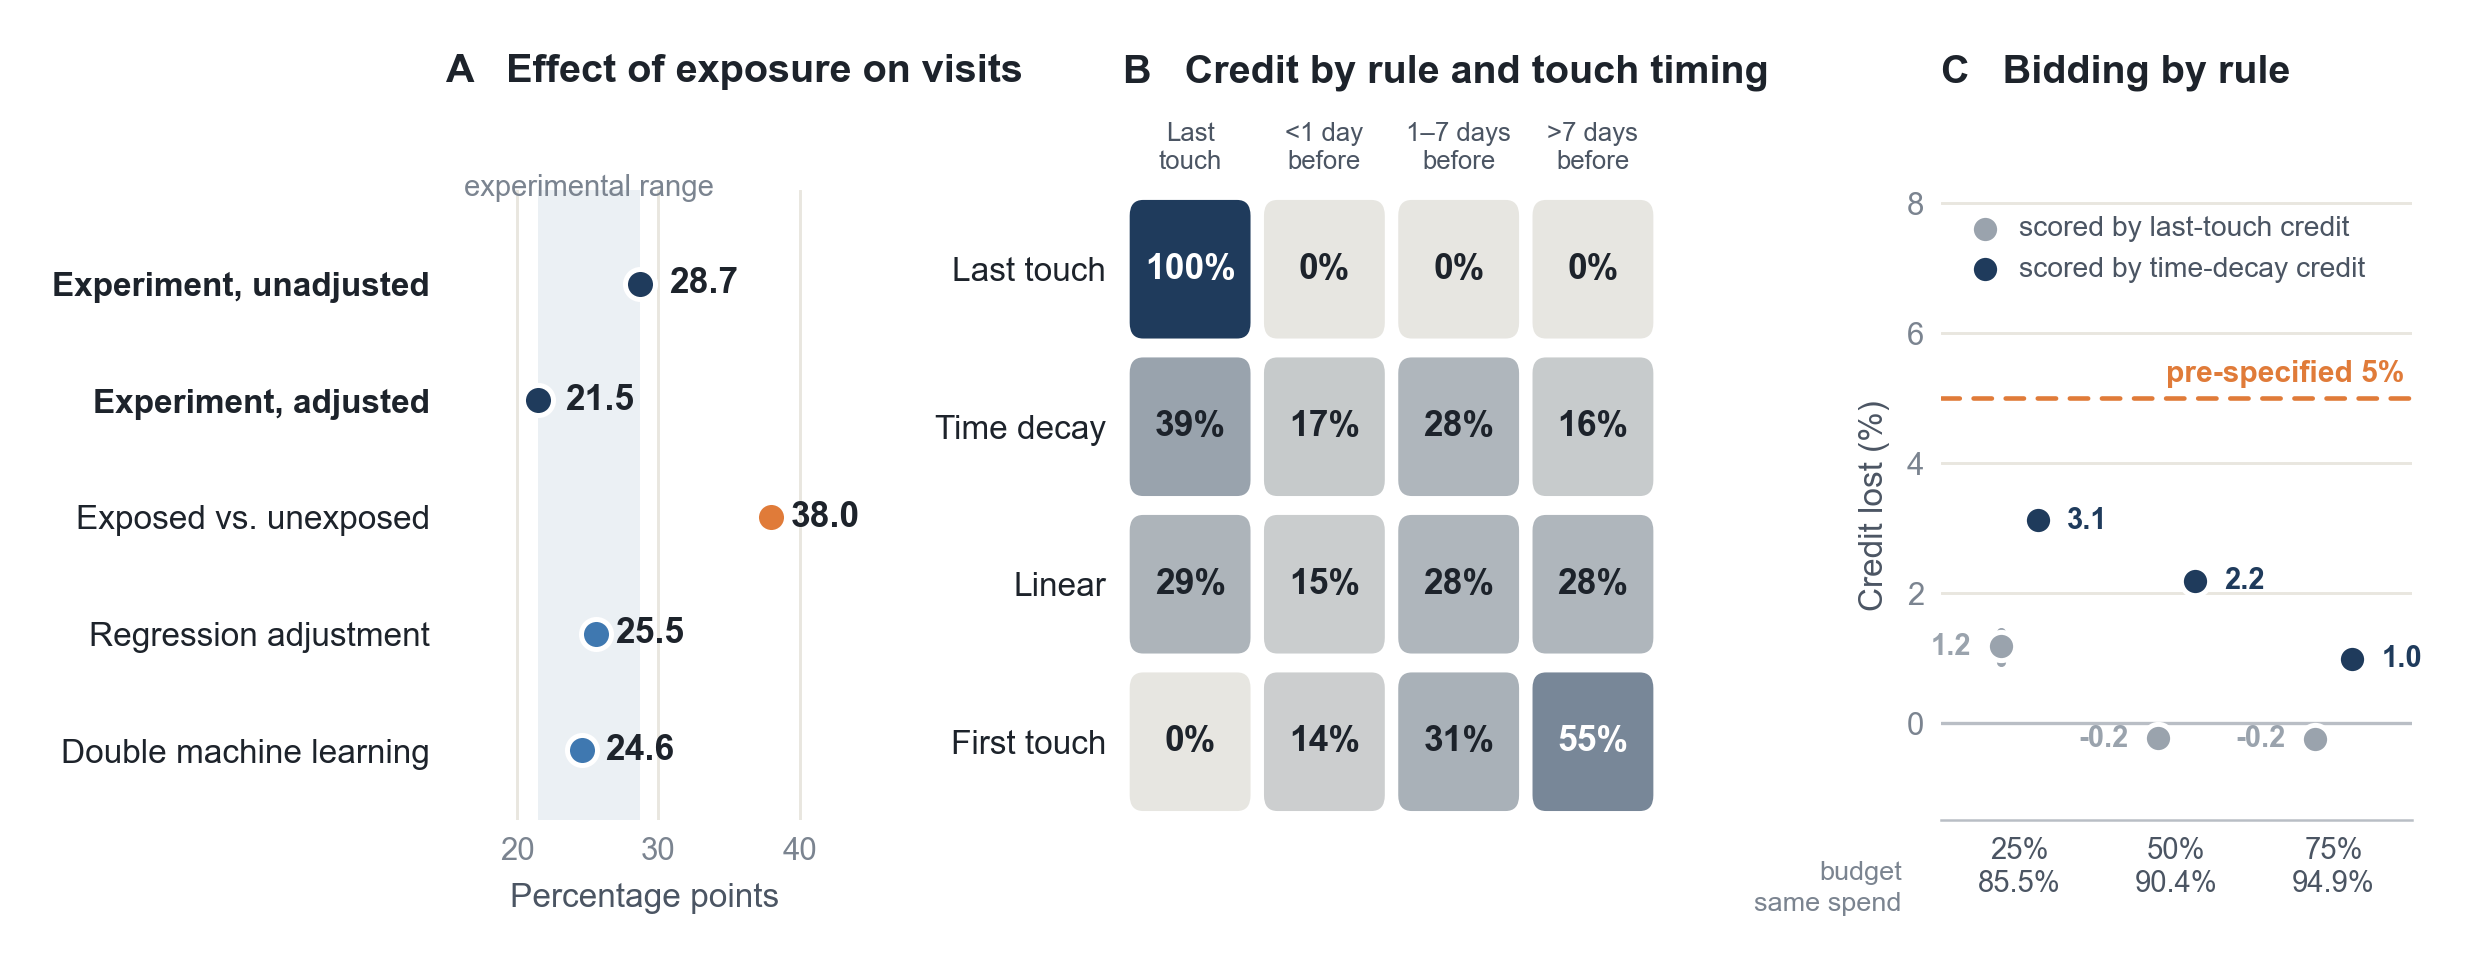 A Effect of exposure on visits
experimental range
Experiment, unadjusted 28.7
Experiment, adjusted 21.5
Exposed vs. unexposed 38.0
Regression adjustment 25.5
Double machine learning 24.6
20 30 40
Percentage points
B Credit by rule and touch timing
Last touch
<1 day before
1–7 days before
>7 days before
Last touch 100% 0% 0% 0%
Time decay 39% 17% 28% 16%
Linear 29% 15% 28% 28%
First touch 0% 14% 31% 55%
C Bidding by rule
8
scored by last-touch credit
scored by time-decay credit
6
pre-specified 5%
Credit lost (%)
4
3.1
2.2
2
1.2
1.0
0
-0.2 -0.2
25% 50% 75%
budget
85.5% 90.4% 94.9%
same spend